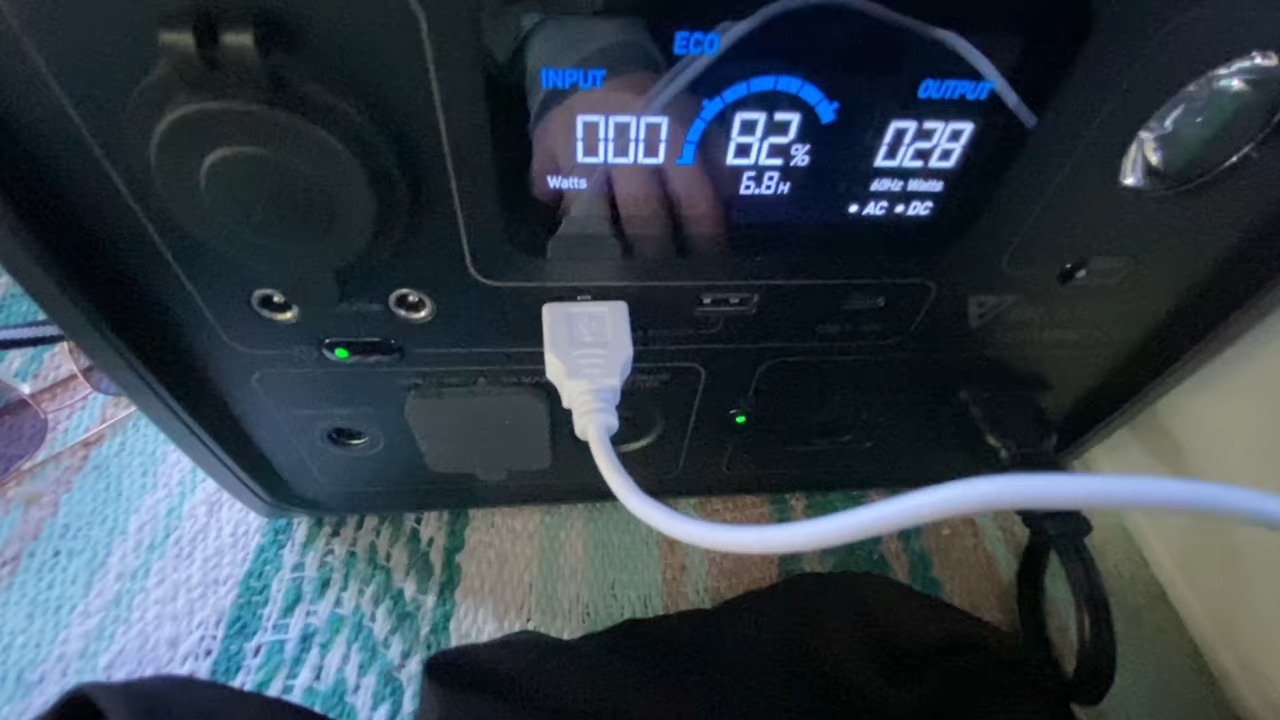 ECO
INPUT
OUTPUT
000
82%
028
Watts
6.8H
60Hz Watts
• AC • DC